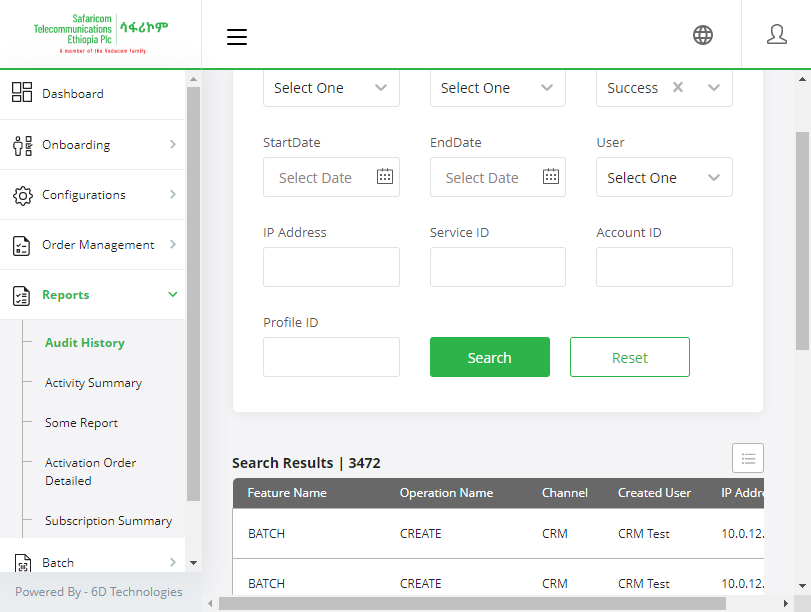 Safaricom
Telecommunications
Ethiopia Plc
ሳፋሪኮም
A member of the Vodacom family
Dashboard
Onboarding
Configurations
Order Management
Reports
Audit History
Activity Summary
Some Report
Activation Order
Detailed
Subscription Summary
Batch
Powered By - 6D Technologies
Select One
Select One
Success
StartDate
EndDate
User
Select Date
Select Date
Select One
IP Address
Service ID
Account ID
Profile ID
Search
Reset
Search Results | 3472
Feature Name Operation Name Channel Created User IP Addre
BATCH CREATE CRM CRM Test 10.0.12.
BATCH CREATE CRM CRM Test 10.0.12.